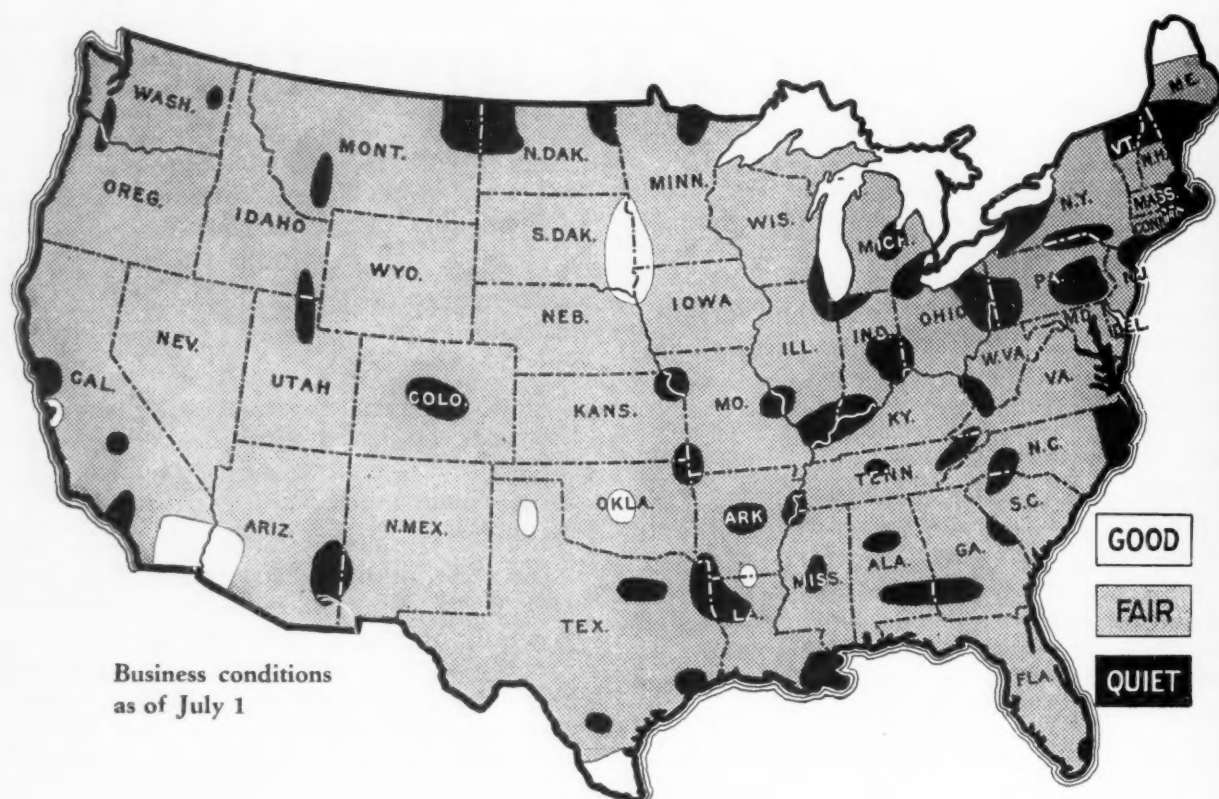 WASH.
MONT.
N.DAK.
MINN.
OREG.
IDAHO
S.DAK.
WIS.
MICH.
N.Y.
VT.
N.H.
ME.
MASS.
CONN.
WYO.
NEB.
IOWA
ILL.
IND.
OHIO
PA.
N.J.
MD.
DEL.
NEV.
CAL.
UTAH
COLO.
KANS.
MO.
KY.
W.VA.
VA.
ARIZ.
N.MEX.
OKLA.
ARK
TENN.
N.C.
S.C.
TEX.
LA.
MISS.
ALA.
GA.
FLA.
GOOD
FAIR
QUIET
Business conditions
as of July 1